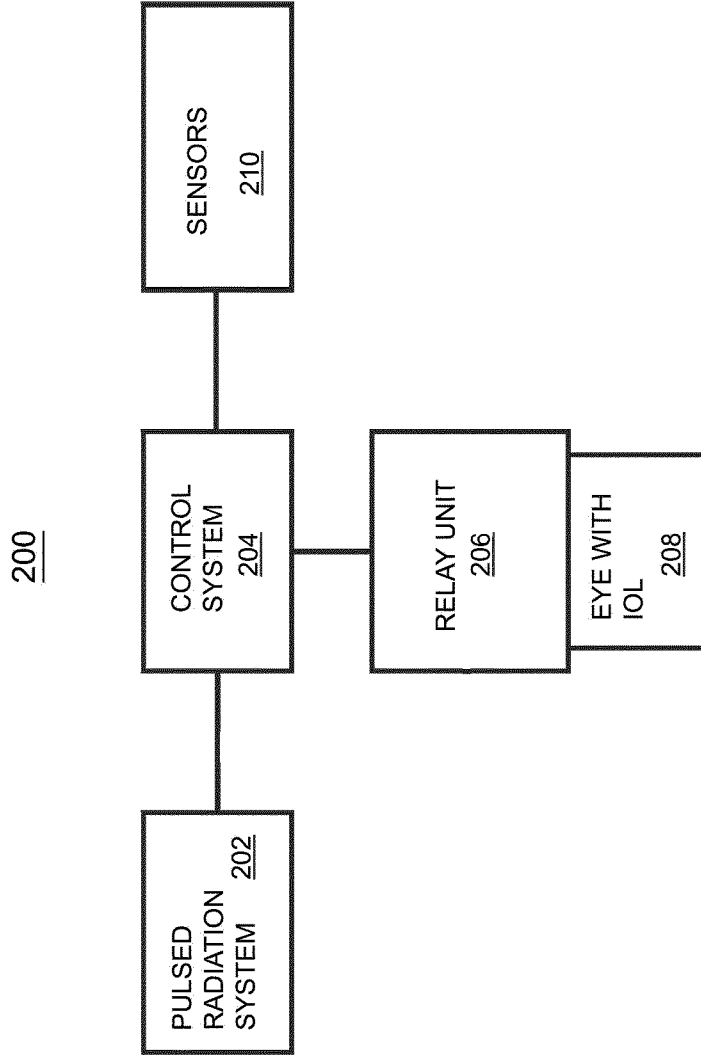 200
PULSED
RADIATION
SYSTEM 202
CONTROL
SYSTEM
204
SENSORS
210
RELAY UNIT
206
EYE WITH
IOL
208